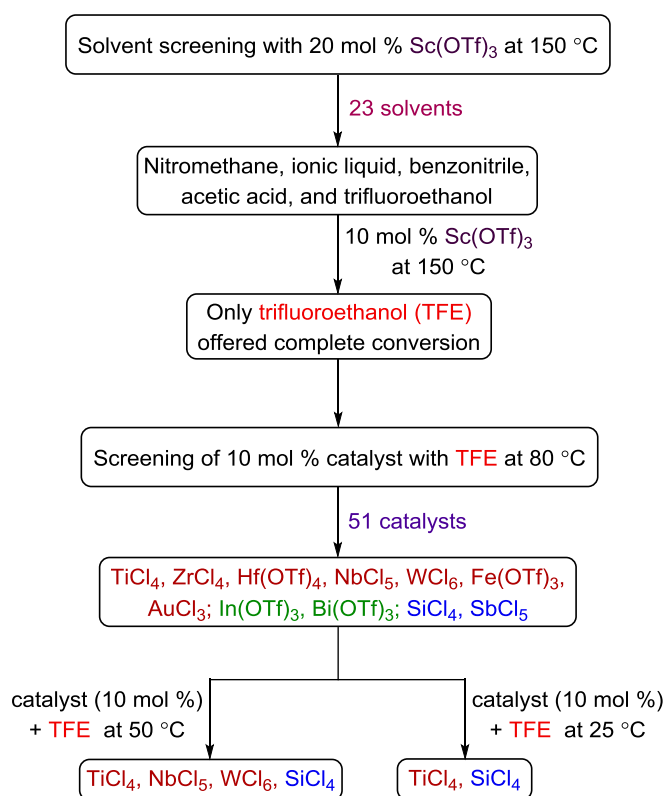 Solvent screening with 20 mol % Sc(OTf)₃ at 150 °C
23 solvents
Nitromethane, ionic liquid, benzonitrile,
acetic acid, and trifluoroethanol
10 mol % Sc(OTf)₃
at 150 °C
Only trifluoroethanol (TFE)
offered complete conversion
Screening of 10 mol % catalyst with TFE at 80 °C
51 catalysts
TiCl₄, ZrCl₄, Hf(OTf)₄, NbCl₅, WCl₆, Fe(OTf)₃,
AuCl₃; In(OTf)₃, Bi(OTf)₃; SiCl₄, SbCl₅
catalyst (10 mol %)
+ TFE at 50 °C
catalyst (10 mol %)
+ TFE at 25 °C
TiCl₄, NbCl₅, WCl₆, SiCl₄
TiCl₄, SiCl₄